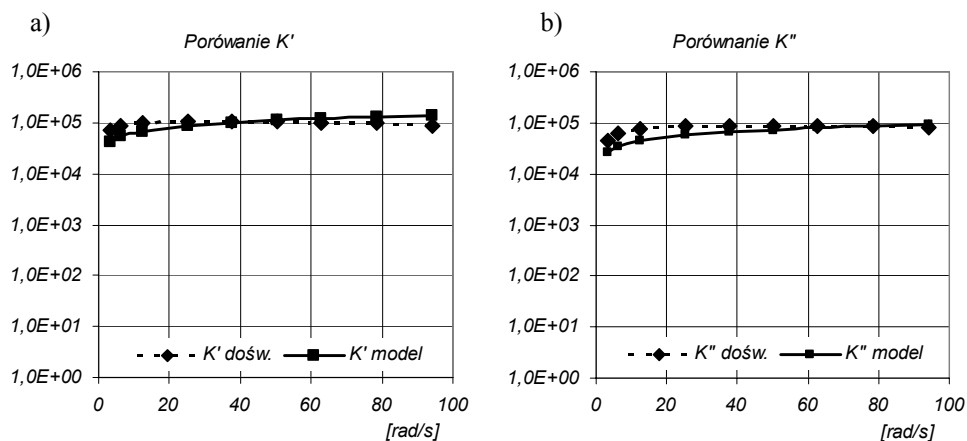 a)
Porówanie K'
1,0E+06
1,0E+05
1,0E+04
1,0E+03
1,0E+02
1,0E+01
1,0E+00
K' dośw. K' model
0 20 40 60 80 100
[rad/s]
b)
Porównanie K"
1,0E+06
1,0E+05
1,0E+04
1,0E+03
1,0E+02
1,0E+01
1,0E+00
K" dośw. K" model
0 20 40 60 80 100
[rad/s]